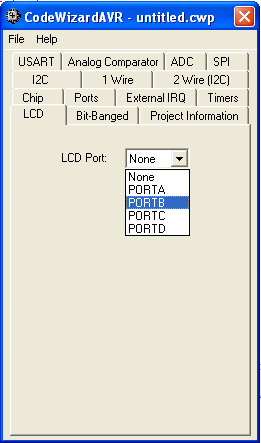 CodeWizardAVR - untitled.cwp
File Help
USART Analog Comparator ADC SPI
I2C 1 Wire 2 Wire (I2C)
Chip Ports External IRQ Timers
LCD Bit-Banged Project Information
LCD Port: None
None
PORTA
PORTB
PORTC
PORTD